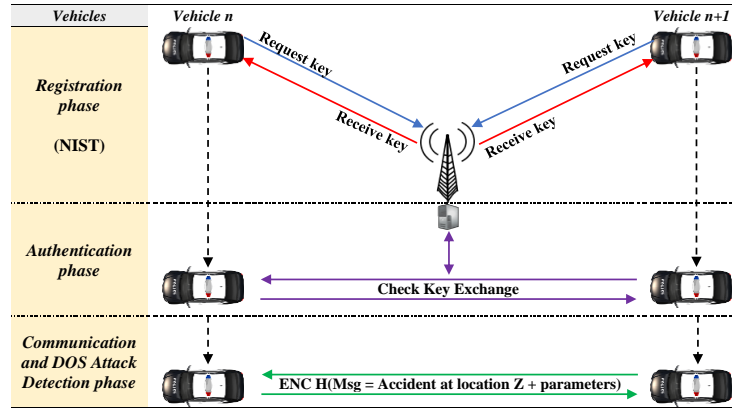 Vehicles
Vehicle n
Vehicle n+1
Registration
phase
(NIST)
Request key
Receive key
Request key
Receive key
Authentication
phase
Check Key Exchange
Communication
and DOS Attack
Detection phase
ENC H(Msg = Accident at location Z + parameters)